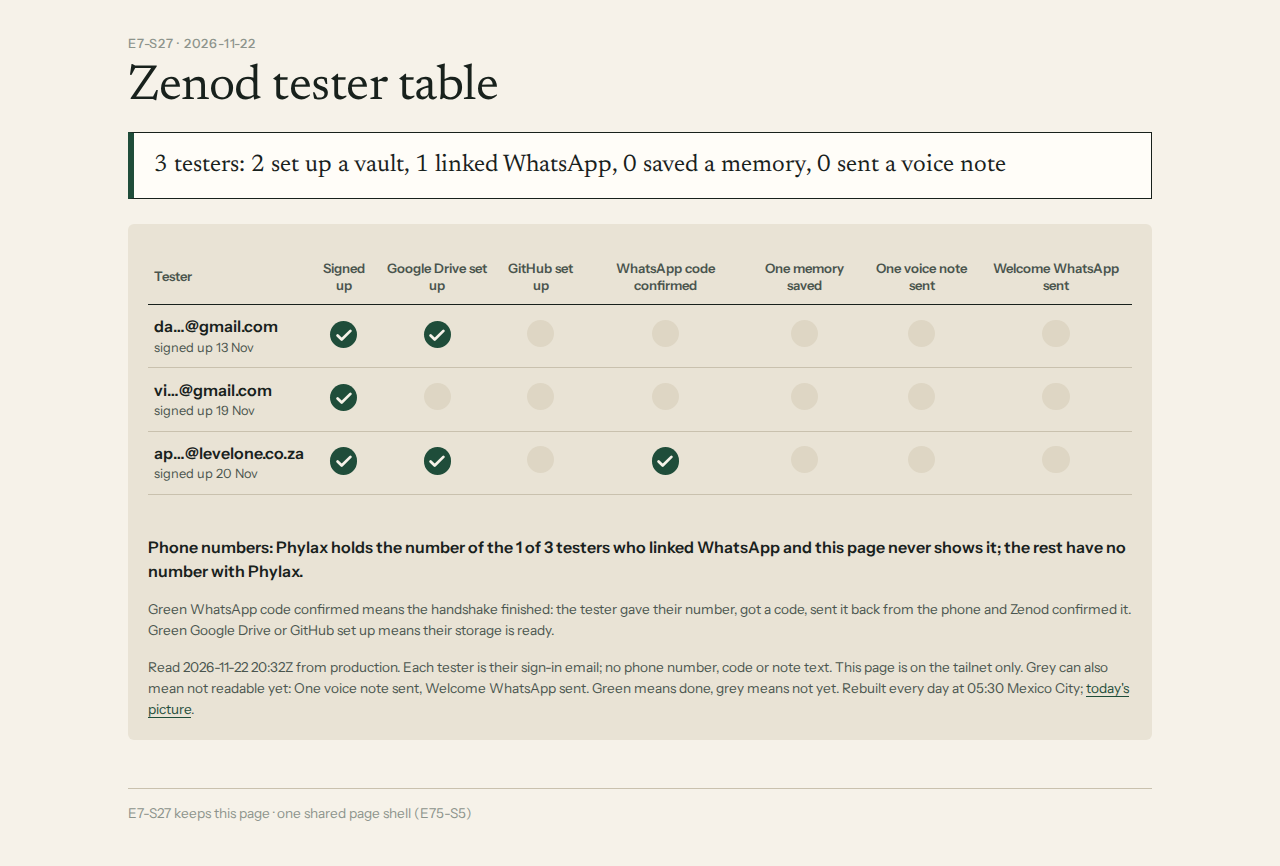 E7-S27 · 2026-11-22
Zenod tester table
3 testers: 2 set up a vault, 1 linked WhatsApp, 0 saved a memory, 0 sent a voice note
Tester
Signed up
Google Drive set up
GitHub set up
WhatsApp code confirmed
One memory saved
One voice note sent
Welcome WhatsApp sent
da…@gmail.com
signed up 13 Nov
vi…@gmail.com
signed up 19 Nov
ap…@levelone.co.za
signed up 20 Nov
Phone numbers: Phylax holds the number of the 1 of 3 testers who linked WhatsApp and this page never shows it; the rest have no
number with Phylax.
Green WhatsApp code confirmed means the handshake finished: the tester gave their number, got a code, sent it back from the phone and Zenod confirmed it.
Green Google Drive or GitHub set up means their storage is ready.
Read 2026-11-22 20:32Z from production. Each tester is their sign-in email; no phone number, code or note text. This page is on the tailnet only. Grey can also
mean not readable yet: One voice note sent, Welcome WhatsApp sent. Green means done, grey means not yet. Rebuilt every day at 05:30 Mexico City; today's
picture.
E7-S27 keeps this page · one shared page shell (E75-S5)